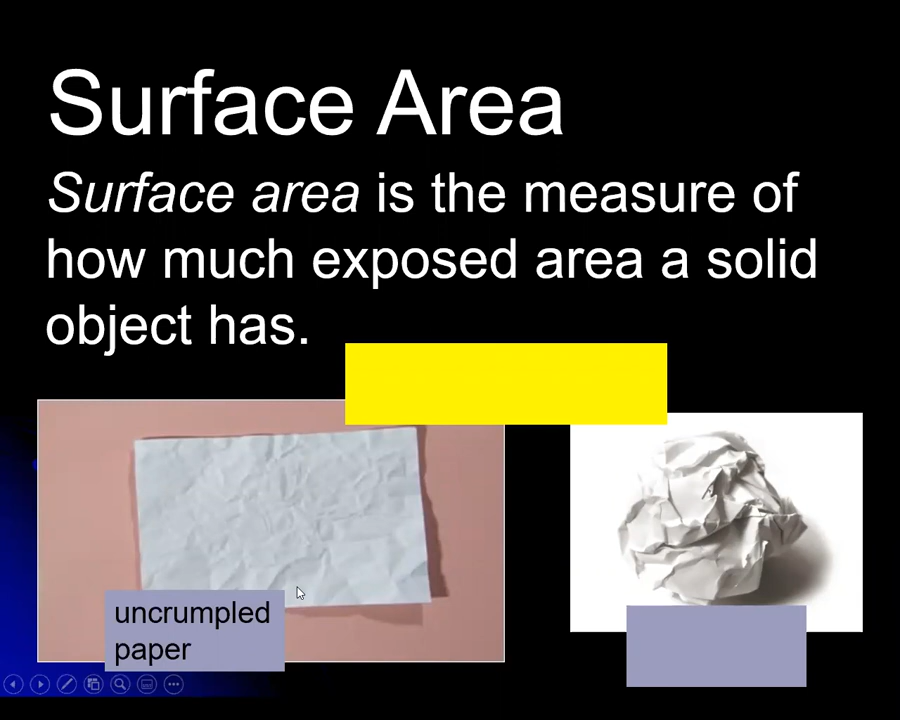 Surface Area
Surface area is the measure of
how much exposed area a solid
object has.
uncrumpled
paper